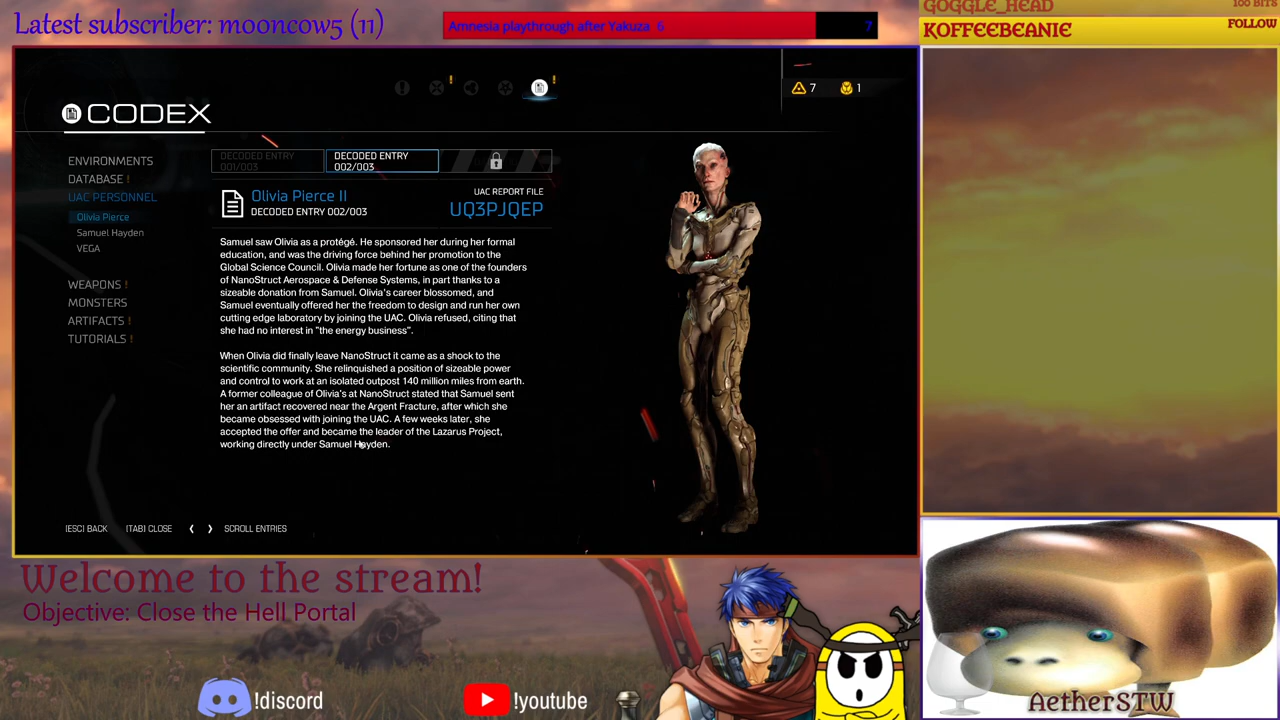 Latest subscriber: mooncow5 (11)
Amnesia playthrough after Yakuza 6
7
GOGGLE_HEAD
100 BITS
KOFFEEBEANIE
FOLLOW
!
!
7
1
CODEX
ENVIRONMENTS
DATABASE !
UAC PERSONNEL
Olivia Pierce
Samuel Hayden
VEGA
WEAPONS !
MONSTERS
ARTIFACTS !
TUTORIALS !
DECODED ENTRY
001/003
DECODED ENTRY
002/003
Olivia Pierce II
DECODED ENTRY 002/003
UAC REPORT FILE
UQ3PJQEP
Samuel saw Olivia as a protégé. He sponsored her during her formal
education, and was the driving force behind her promotion to the
Global Science Council. Olivia made her fortune as one of the founders
of NanoStruct Aerospace & Defense Systems, in part thanks to a
sizeable donation from Samuel. Olivia's career blossomed, and
Samuel eventually offered her the freedom to design and run her own
cutting edge laboratory by joining the UAC. Olivia refused, citing that
she had no interest in "the energy business".
When Olivia did finally leave NanoStruct it came as a shock to the
scientific community. She relinquished a position of sizeable power
and control to work at an isolated outpost 140 million miles from earth.
A former colleague of Olivia's at NanoStruct stated that Samuel sent
her an artifact recovered near the Argent Fracture, after which she
became obsessed with joining the UAC. A few weeks later, she
accepted the offer and became the leader of the Lazarus Project,
working directly under Samuel Hayden.
[ESC] BACK
[TAB] CLOSE
SCROLL ENTRIES
Welcome to the stream!
Objective: Close the Hell Portal
!discord
!youtube
AetherSTW